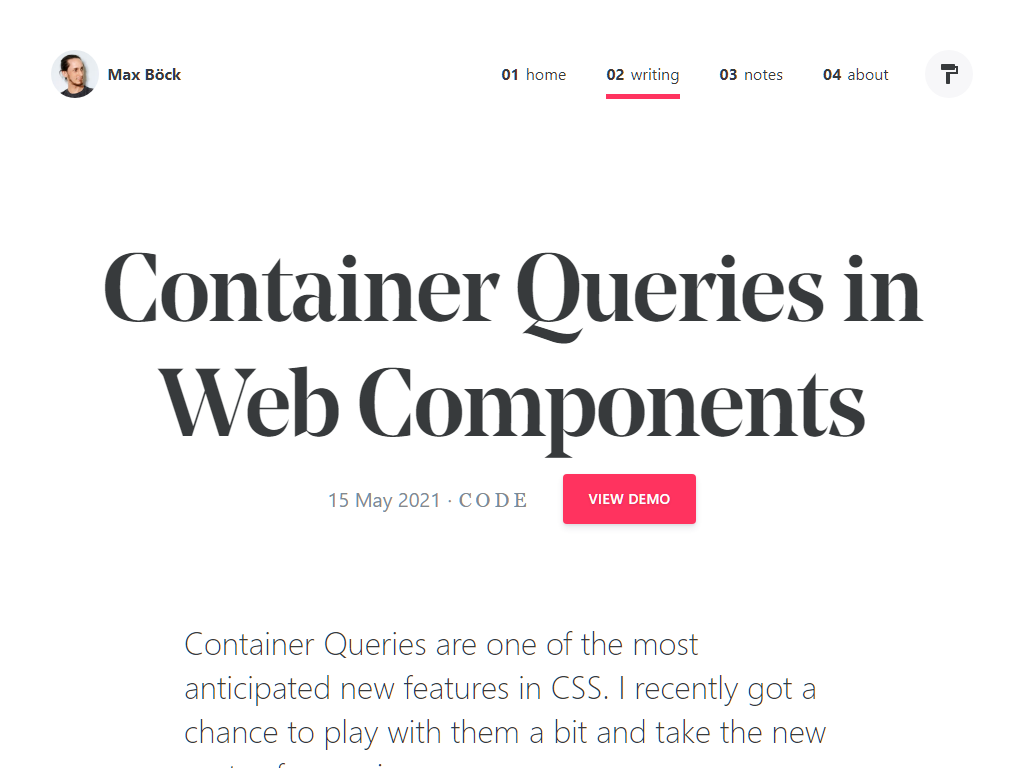 Max Böck
01 home
02 writing
03 notes
04 about
Container Queries in
Web Components
15 May 2021 · CODE
VIEW DEMO
Container Queries are one of the most
anticipated new features in CSS. I recently got a
chance to play with them a bit and take the new